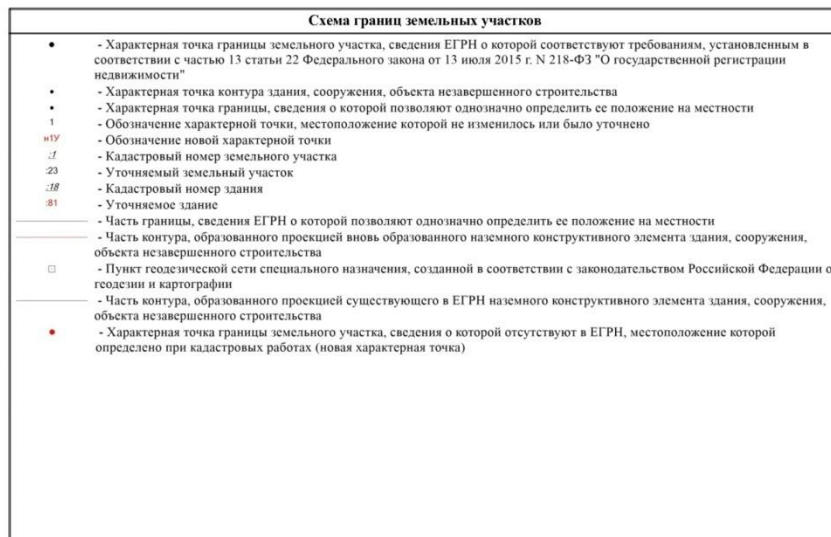 Схема границ земельных участков
- Характерная точка границы земельного участка, сведения ЕГРН о которой соответствуют требованиям, установленным в
соответствии с частью 13 статьи 22 Федерального закона от 13 июля 2015 г. N 218-ФЗ "О государственной регистрации
недвижимости"
- Характерная точка контура здания, сооружения, объекта незавершенного строительства
- Характерная точка границы, сведения о которой позволяют однозначно определить ее положение на местности
1 - Обозначение характерной точки, местоположение которой не изменилось или было уточнено
н1У - Обозначение новой характерной точки
:1 - Кадастровый номер земельного участка
:23 - Уточняемый земельный участок
:18 - Кадастровый номер здания
:81 - Уточняемое здание
- Часть границы, сведения ЕГРН о которой позволяют однозначно определить ее положение на местности
- Часть контура, образованного проекцией вновь образованного наземного конструктивного элемента здания, сооружения,
объекта незавершенного строительства
- Пункт геодезической сети специального назначения, созданной в соответствии с законодательством Российской Федерации о
геодезии и картографии
- Часть контура, образованного проекцией существующего в ЕГРН наземного конструктивного элемента здания, сооружения,
объекта незавершенного строительства
- Характерная точка границы земельного участка, сведения о которой отсутствуют в ЕГРН, местоположение которой
определено при кадастровых работах (новая характерная точка)